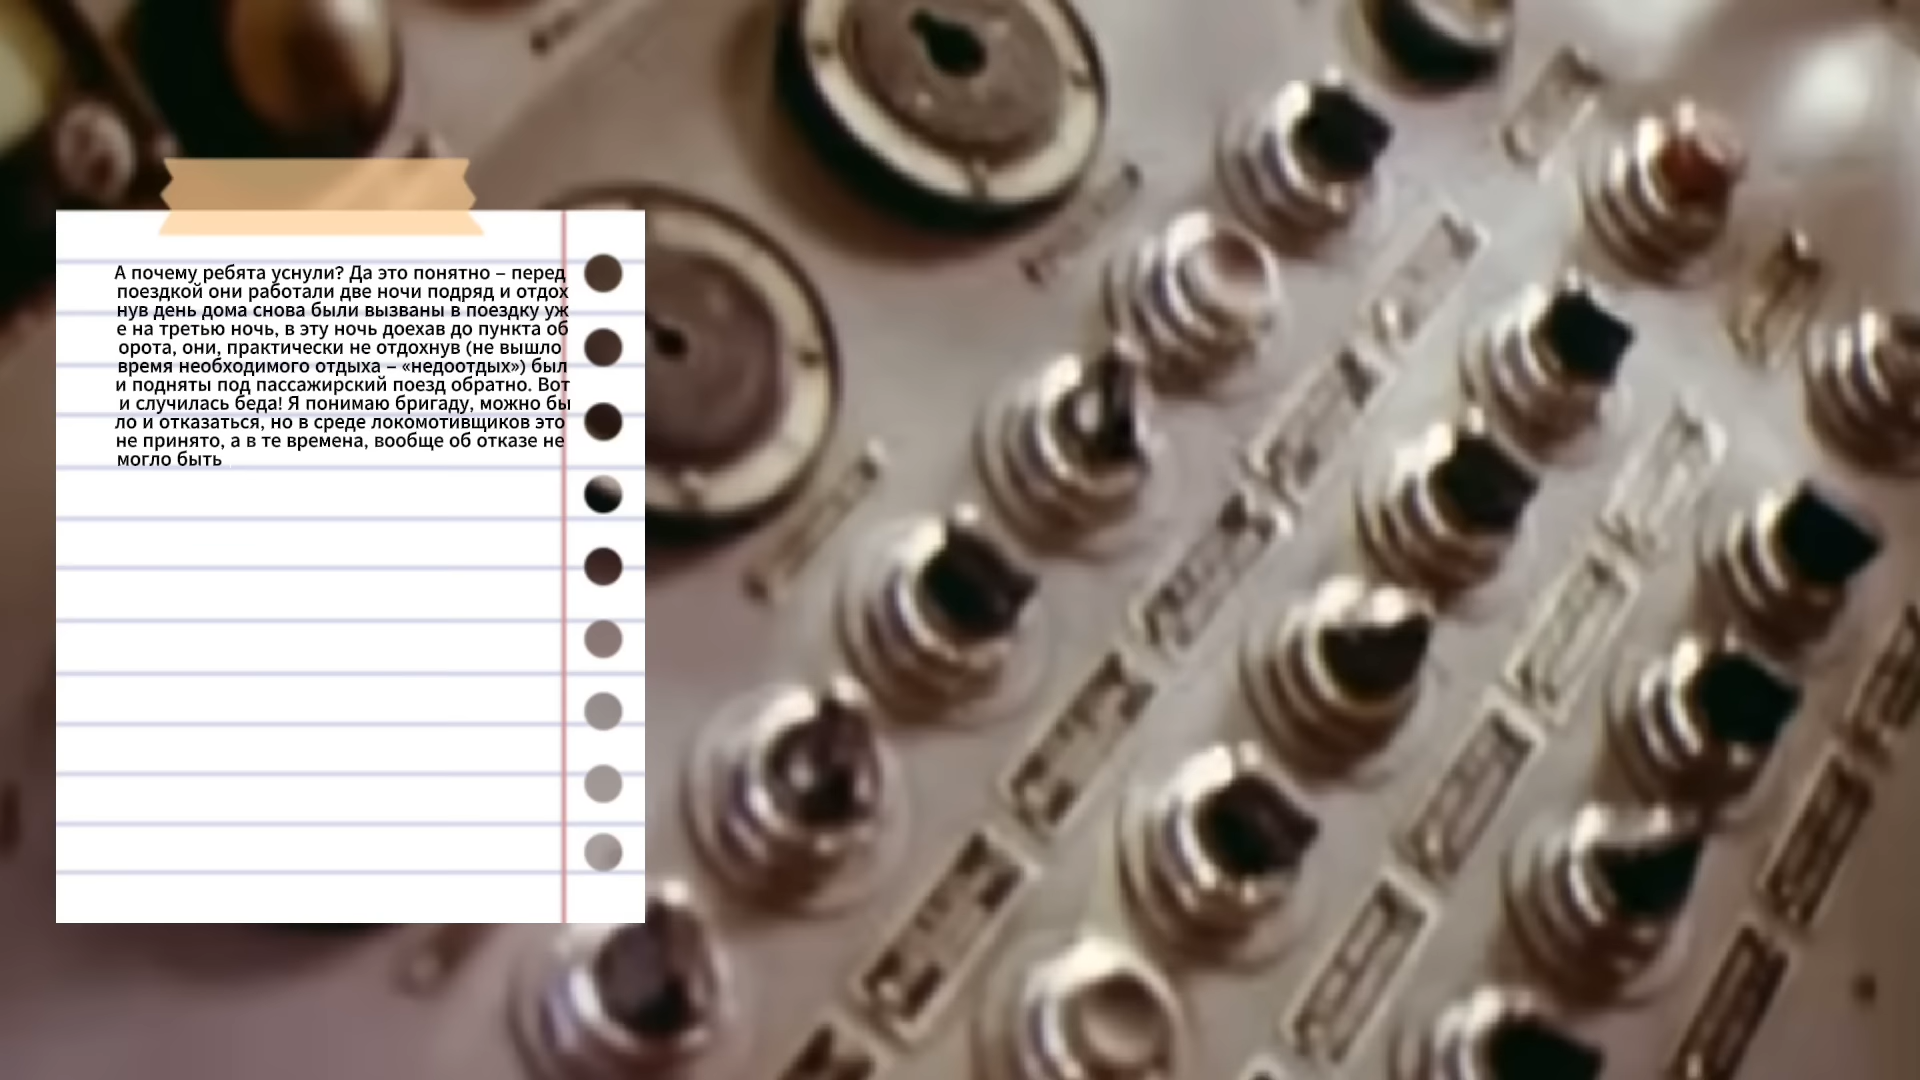 А почему ребята уснули? Да это понятно – перед
поездкой они работали две ночи подряд и отдох
нув день дома снова были вызваны в поездку уж
е на третью ночь, в эту ночь доехав до пункта об
орота, они, практически не отдохнув (не вышло
время необходимого отдыха – «недоотдых») был
и подняты под пассажирский поезд обратно. Вот
и случилась беда! Я понимаю бригаду, можно бы
ло и отказаться, но в среде локомотивщиков это
не принято, а в те времена, вообще об отказе не
могло быть